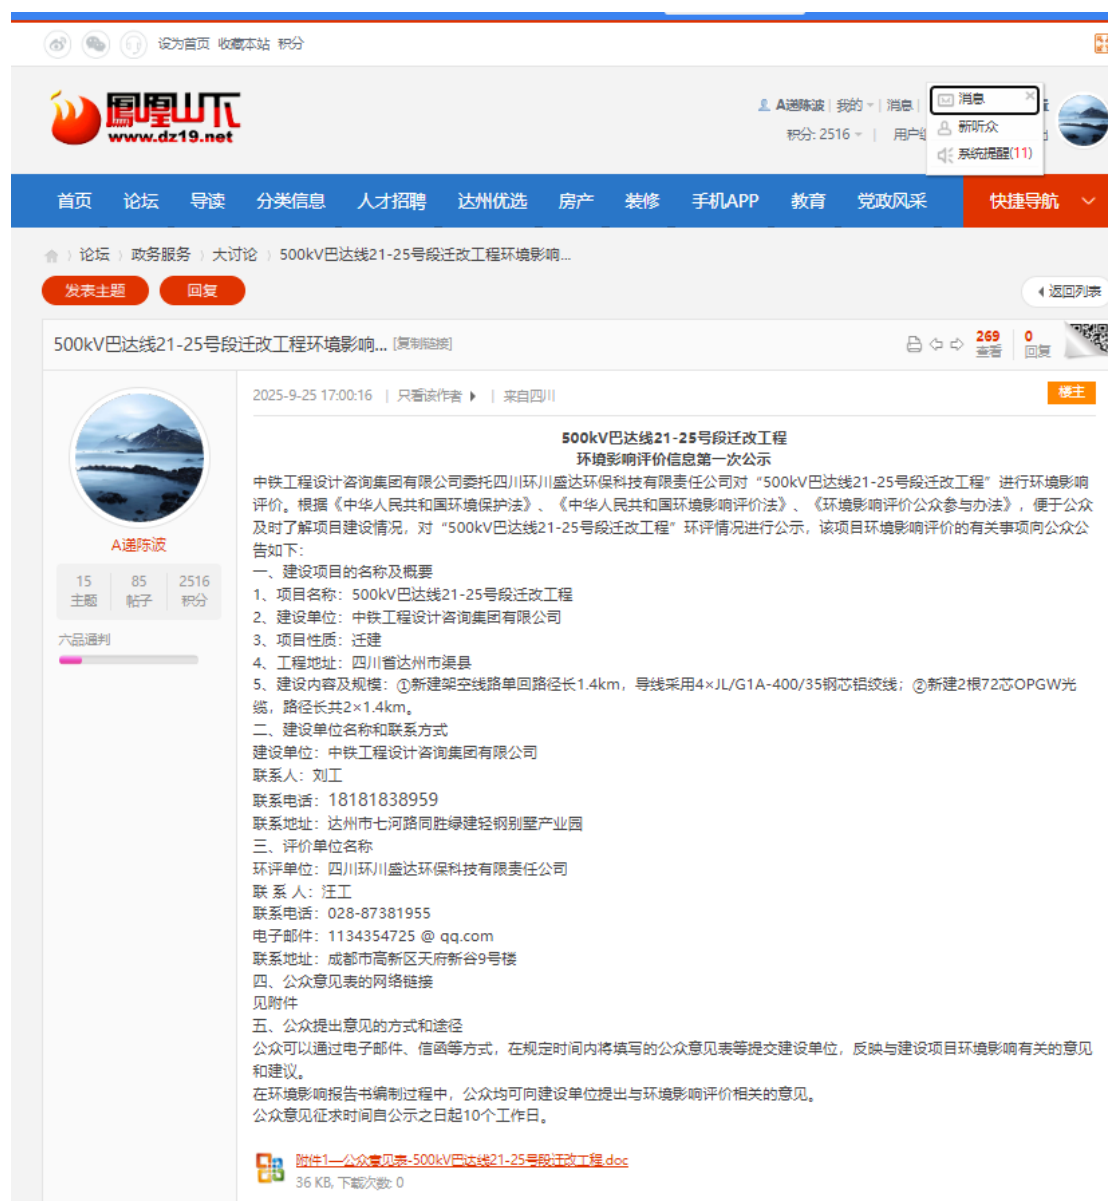 设为首页 收藏本站 积分
鳳凰山下
www.dz19.net
A递陈波 | 我的 | 消息 |
消息
新听众
系统提醒(11)
积分: 2516 | 用户组
首页 论坛 导读 分类信息 人才招聘 达州优选 房产 装修 手机APP 教育 党政风采 快捷导航
论坛 政务服务 大讨论 500kV巴达线21-25号段迁改工程环境影响...
发表主题 回复 返回列表
500kV巴达线21-25号段迁改工程环境影响... [复制链接]
269 查看
0 回复
2025-9-25 17:00:16 | 只看该作者 | 来自四川
楼主
A递陈波
15 85 2516
主题 帖子 积分
六品通判
500kV巴达线21-25号段迁改工程
环境影响评价信息第一次公示
中铁工程设计咨询集团有限公司委托四川环川盛达环保科技有限责任公司对“500kV巴达线21-25号段迁改工程”进行环境影响
评价。根据《中华人民共和国环境保护法》、《中华人民共和国环境影响评价法》、《环境影响评价公众参与办法》，便于公众
及时了解项目建设情况，对“500kV巴达线21-25号段迁改工程”环评情况进行公示，该项目环境影响评价的有关事项向公众公
告如下：
一、建设项目的名称及概要
1、项目名称：500kV巴达线21-25号段迁改工程
2、建设单位：中铁工程设计咨询集团有限公司
3、项目性质：迁建
4、工程地址：四川省达州市渠县
5、建设内容及规模：①新建架空线路单回路径长1.4km，导线采用4×JL/G1A-400/35钢芯铝绞线；②新建2根72芯OPGW光
缆，路径长共2×1.4km。
二、建设单位名称和联系方式
建设单位：中铁工程设计咨询集团有限公司
联系人：刘工
联系电话：18181838959
联系地址：达州市七河路同胜绿建轻钢别墅产业园
三、评价单位名称
环评单位：四川环川盛达环保科技有限责任公司
联 系 人：汪工
联系电话：028-87381955
电子邮件：1134354725 @ qq.com
联系地址：成都市高新区天府新谷9号楼
四、公众意见表的网络链接
见附件
五、公众提出意见的方式和途径
公众可以通过电子邮件、信函等方式，在规定时间内将填写的公众意见表等提交建设单位，反映与建设项目环境影响有关的意见
和建议。
在环境影响报告书编制过程中，公众均可向建设单位提出与环境影响评价相关的意见。
公众意见征求时间自公示之日起10个工作日。
附件1—公众意见表-500kV巴达线21-25号段迁改工程.doc
36 KB, 下载次数: 0